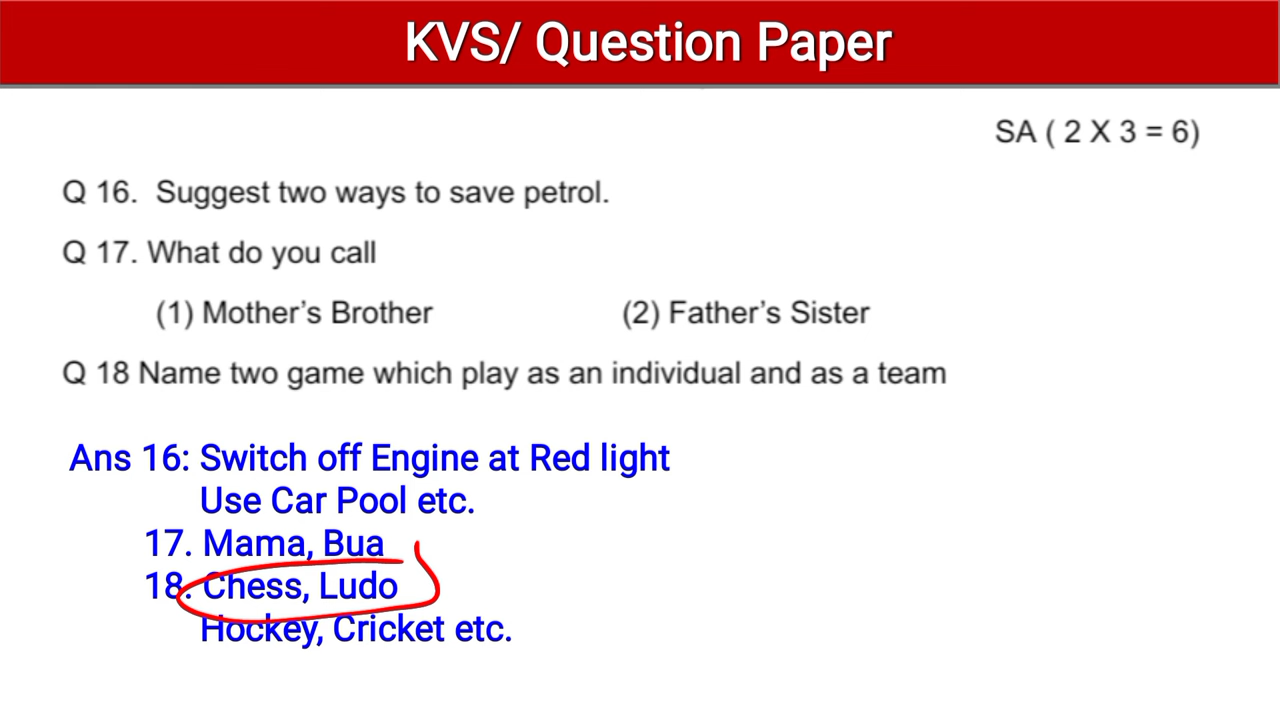 KVS/ Question Paper
SA ( 2 X 3 = 6)
Q 16. Suggest two ways to save petrol.
Q 17. What do you call
(1) Mother's Brother (2) Father's Sister
Q 18 Name two game which play as an individual and as a team
Ans 16: Switch off Engine at Red light
Use Car Pool etc.
17. Mama, Bua
18. Chess, Ludo
Hockey, Cricket etc.